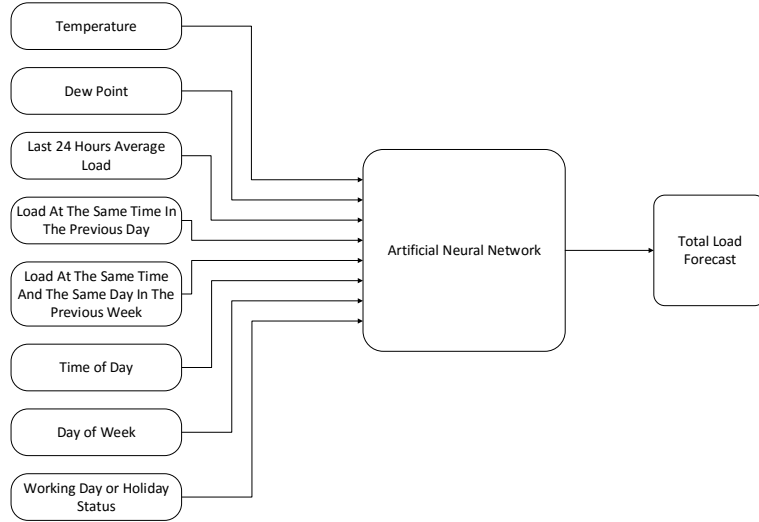 Temperature
Dew Point
Last 24 Hours Average
Load
Load At The Same Time In
The Previous Day
Load At The Same Time
And The Same Day In The
Previous Week
Time of Day
Day of Week
Working Day or Holiday
Status
Artificial Neural Network
Total Load
Forecast